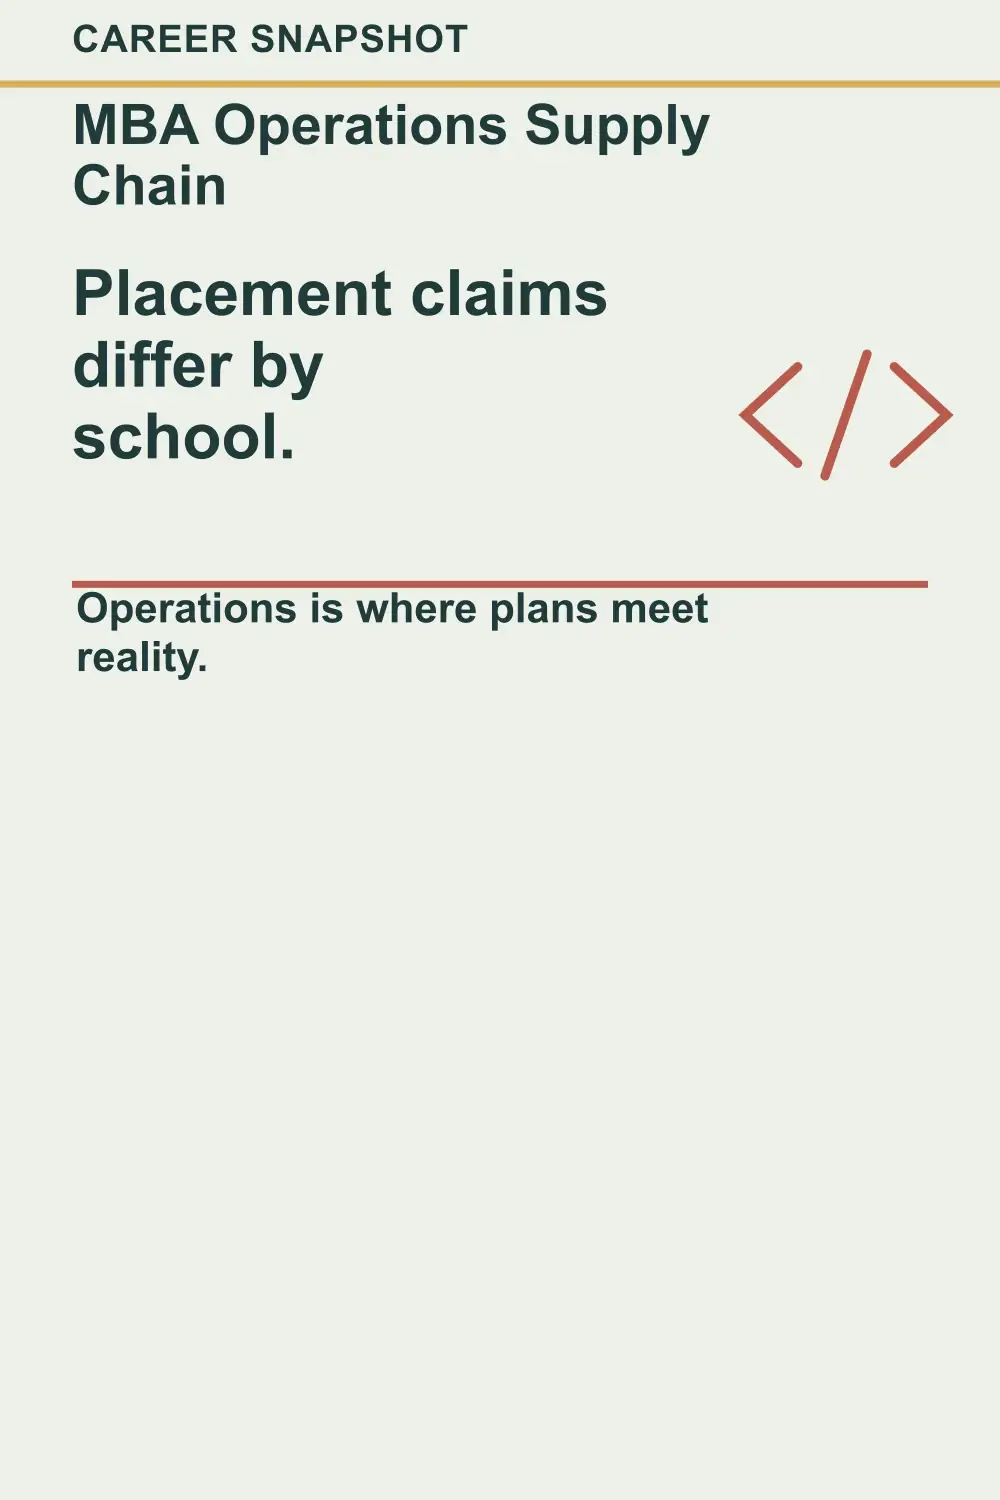 CAREER SNAPSHOT
MBA Operations Supply
Chain
Placement claims
differ by
school.
Operations is where plans meet
reality.